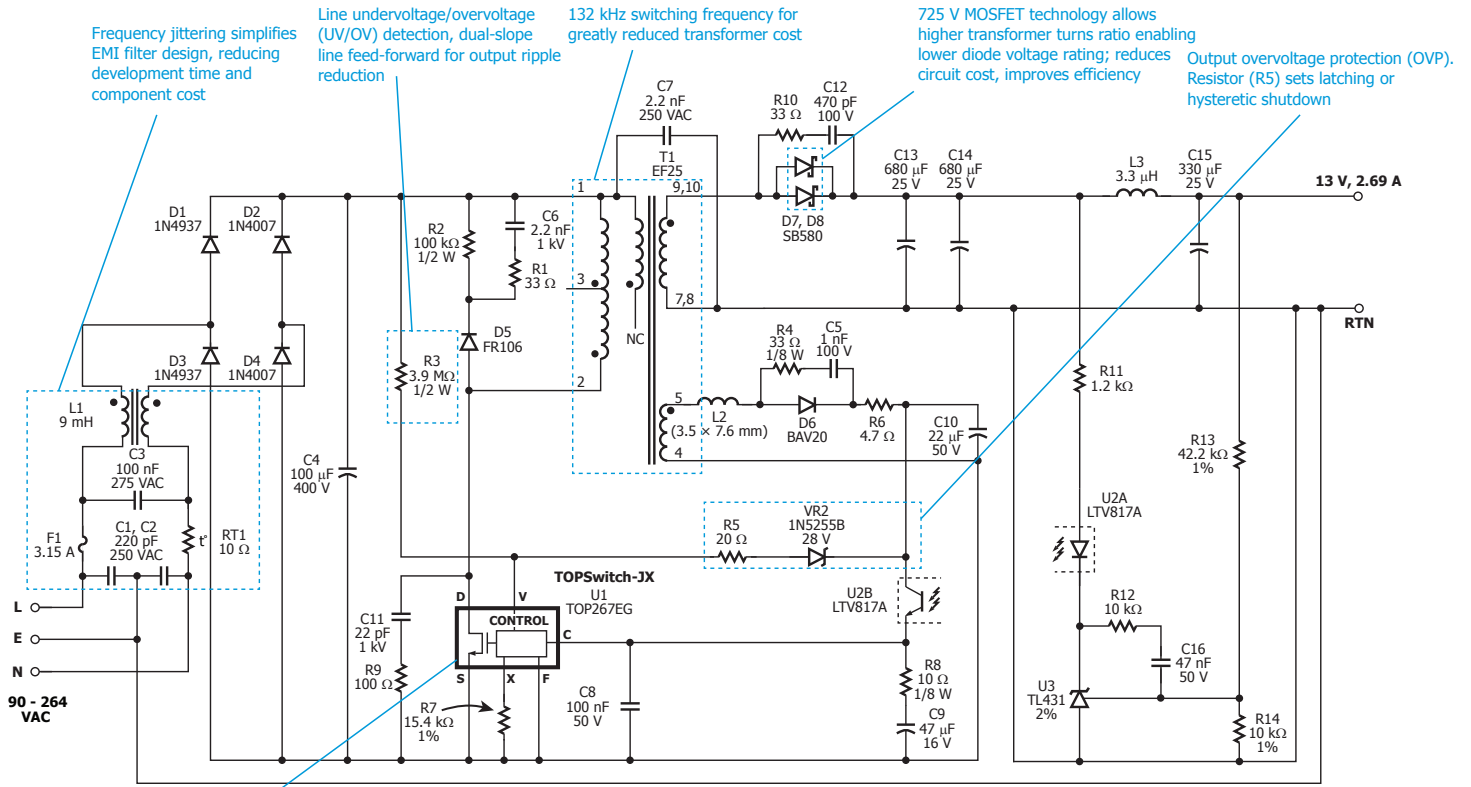 Frequency jittering simplifies
EMI filter design, reducing
development time and
component cost
Line undervoltage/overvoltage
(UV/OV) detection, dual-slope
line feed-forward for output ripple
reduction
132 kHz switching frequency for
greatly reduced transformer cost
725 V MOSFET technology allows
higher transformer turns ratio enabling
lower diode voltage rating; reduces
circuit cost, improves efficiency
Output overvoltage protection (OVP).
Resistor (R5) sets latching or
hysteretic shutdown
D1
1N4937
D2
1N4007
D3
1N4937
D4
1N4007
L1
9 mH
C3
100 nF
275 VAC
F1
3.15 A
C1, C2
220 pF
250 VAC
t°
RT1
10 Ω
L
E
N
90 - 264
VAC
C4
100 µF
400 V
R2
100 kΩ
1/2 W
C6
2.2 nF
1 kV
R1
33 Ω
D5
FR106
R3
3.9 MΩ
1/2 W
C7
2.2 nF
250 VAC
T1
EF25
1
3
2
NC
9,10
7,8
5
4
R10
33 Ω
C12
470 pF
100 V
D7, D8
SB580
C13
680 µF
25 V
C14
680 µF
25 V
L3
3.3 µH
C15
330 µF
25 V
13 V, 2.69 A
RTN
L2
(3.5 × 7.6 mm)
R4
33 Ω
1/8 W
C5
1 nF
100 V
D6
BAV20
R6
4.7 Ω
C10
22 µF
50 V
R5
20 Ω
VR2
1N5255B
28 V
U2B
LTV817A
TOPSwitch-JX
U1
TOP267EG
D
V
CONTROL
C
S
X
F
C11
22 pF
1 kV
R9
100 Ω
R7
15.4 kΩ
1%
C8
100 nF
50 V
R8
10 Ω
1/8 W
C9
47 µF
16 V
R11
1.2 kΩ
U2A
LTV817A
R12
10 kΩ
C16
47 nF
50 V
R13
42.2 kΩ
1%
U3
TL431
2%
R14
10 kΩ
1%